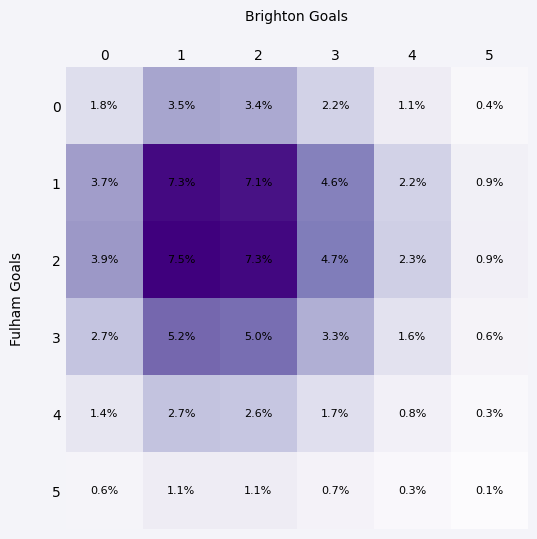 Brighton Goals
0 1 2 3 4 5
0 1.8% 3.5% 3.4% 2.2% 1.1% 0.4%
1 3.7% 7.3% 7.1% 4.6% 2.2% 0.9%
Fulham Goals
2 3.9% 7.5% 7.3% 4.7% 2.3% 0.9%
3 2.7% 5.2% 5.0% 3.3% 1.6% 0.6%
4 1.4% 2.7% 2.6% 1.7% 0.8% 0.3%
5 0.6% 1.1% 1.1% 0.7% 0.3% 0.1%